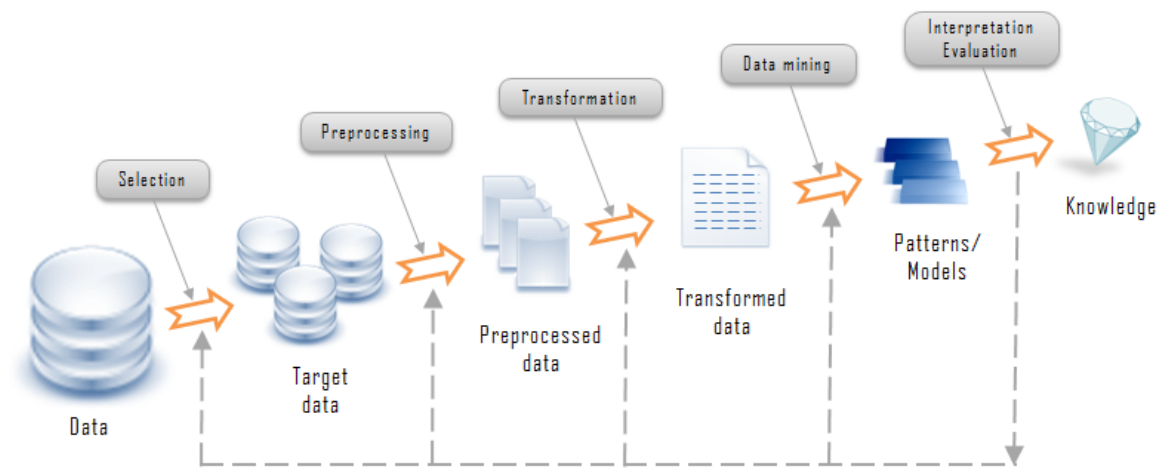 Interpretation
Evaluation
Data mining
Transformation
Preprocessing
Selection
Knowledge
Patterns/
Models
Transformed
data
Preprocessed
data
Target
data
Data